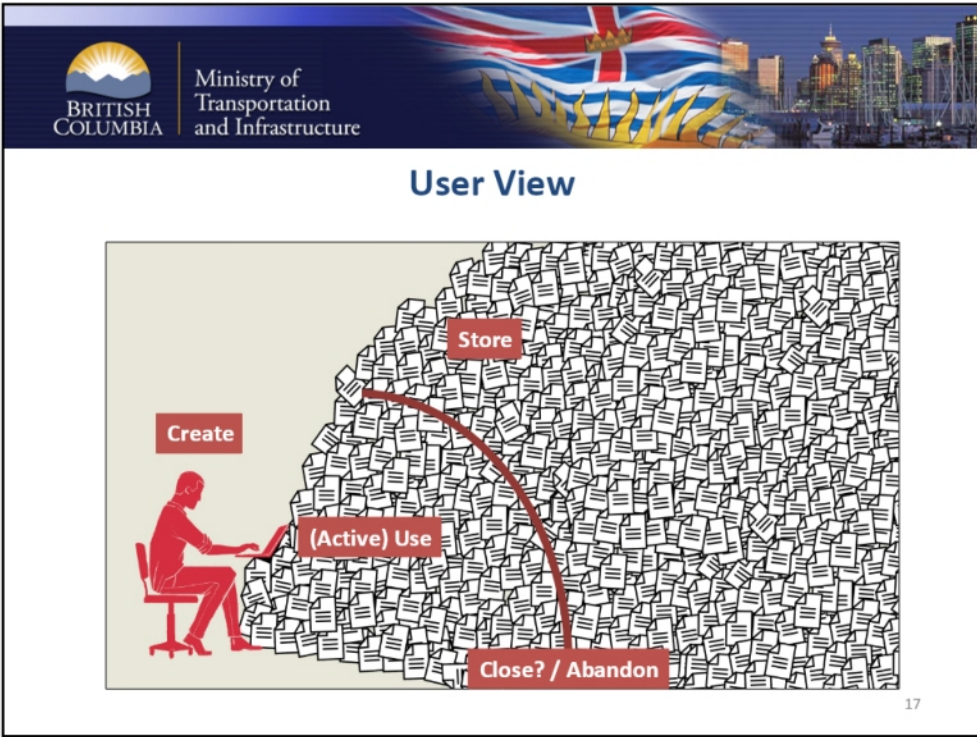 BRITISH
COLUMBIA
Ministry of
Transportation
and Infrastructure
User View
Store
Create
(Active) Use
Close? / Abandon
17